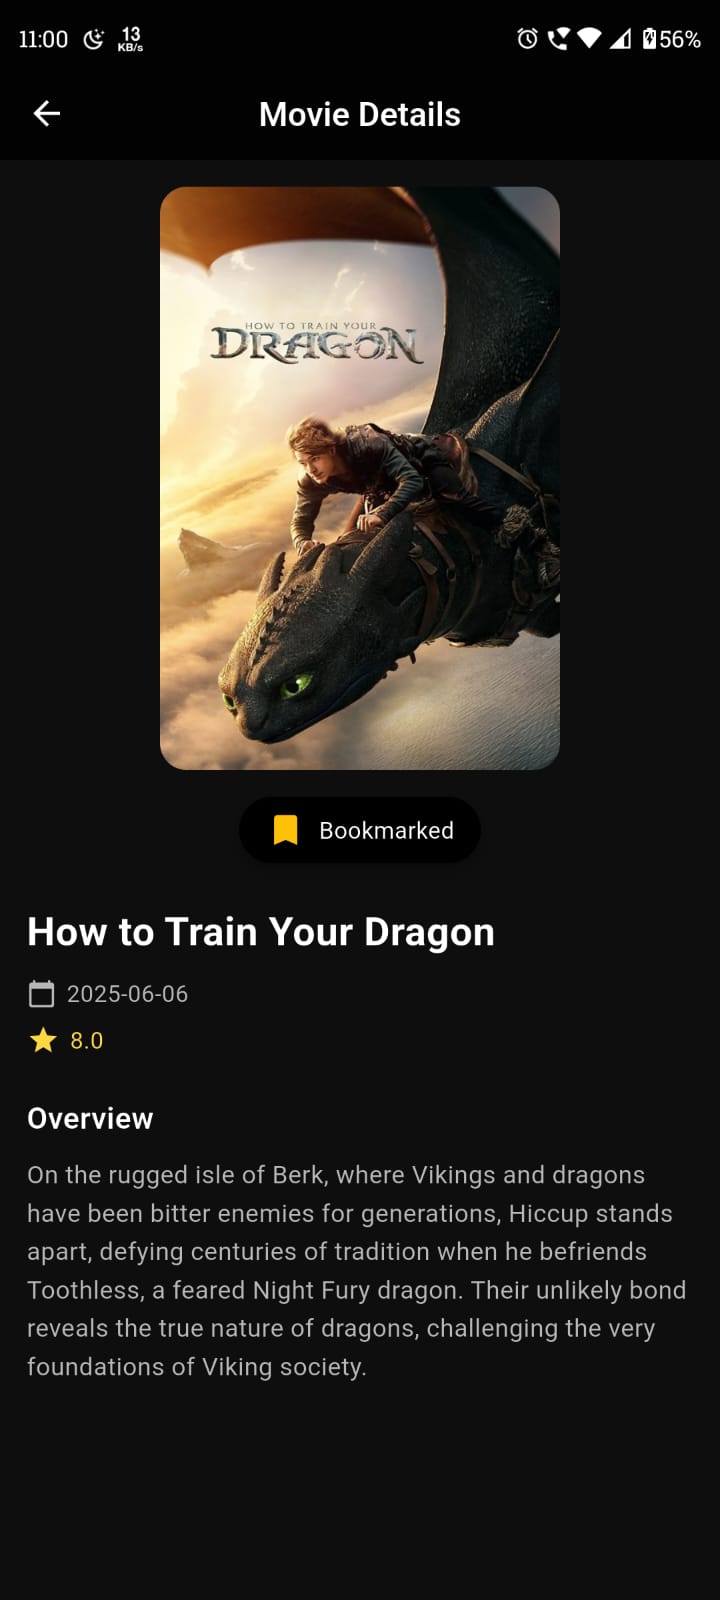 11:00 13 KB/s 56%
Movie Details
HOW TO TRAIN YOUR
DRAGON
Bookmarked
How to Train Your Dragon
2025-06-06
8.0
Overview
On the rugged isle of Berk, where Vikings and dragons
have been bitter enemies for generations, Hiccup stands
apart, defying centuries of tradition when he befriends
Toothless, a feared Night Fury dragon. Their unlikely bond
reveals the true nature of dragons, challenging the very
foundations of Viking society.